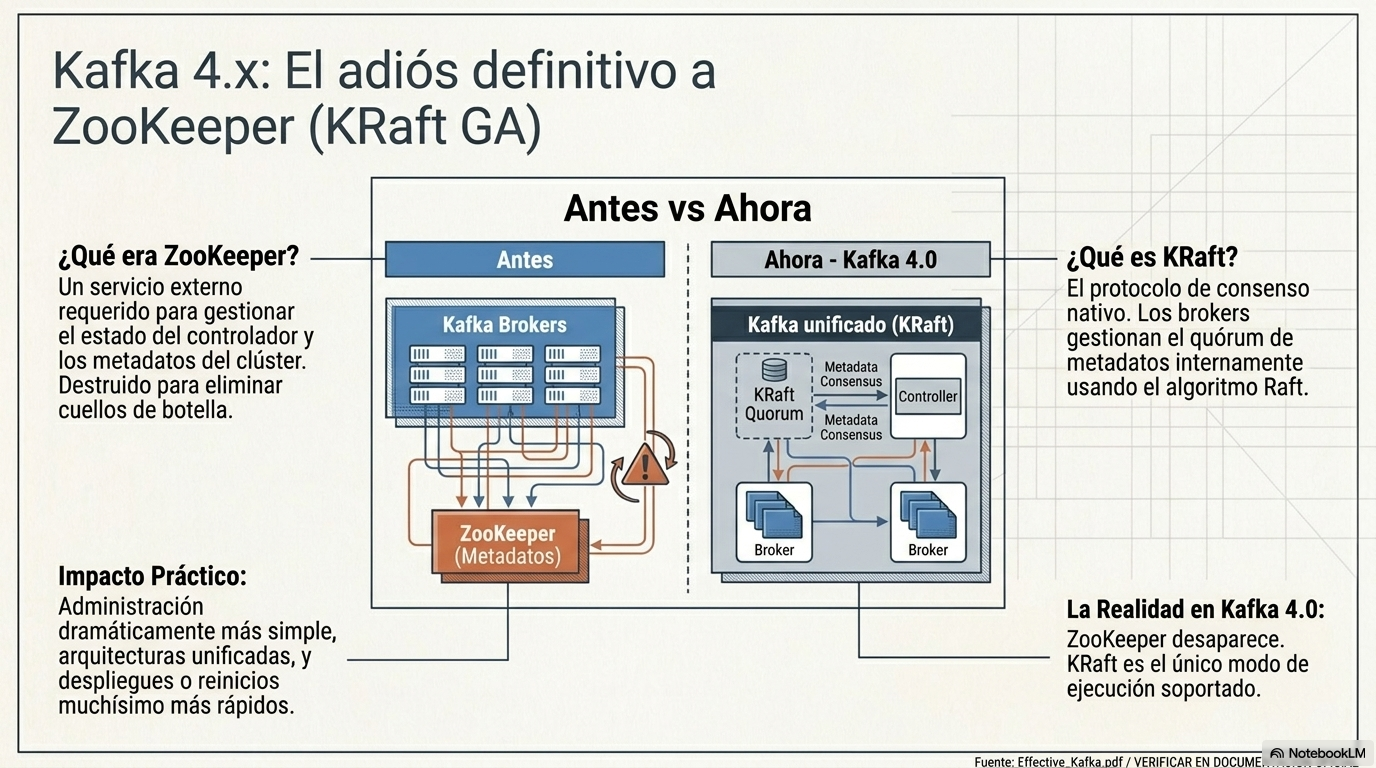 Kafka 4.x: El adiós definitivo a
ZooKeeper (KRaft GA)
Antes vs Ahora
¿Qué era ZooKeeper?
Un servicio externo
requerido para gestionar
el estado del controlador y
los metadatos del clúster.
Destruido para eliminar
cuellos de botella.
Impacto Práctico:
Administración
dramáticamente más simple,
arquitecturas unificadas, y
despliegues o reinicios
muchísimo más rápidos.
Antes
Kafka Brokers
ZooKeeper
(Metadatos)
Ahora - Kafka 4.0
Kafka unificado (KRaft)
KRaft
Quorum
Metadata
Consensus
Metadata
Consensus
Controller
Broker
Broker
¿Qué es KRaft?
El protocolo de consenso
nativo. Los brokers
gestionan el quórum de
metadatos internamente
usando el algoritmo Raft.
La Realidad en Kafka 4.0:
ZooKeeper desaparece.
KRaft es el único modo de
ejecución soportado.
NotebookLM
Fuente: Effective_Kafka.pdf / VERIFICAR EN